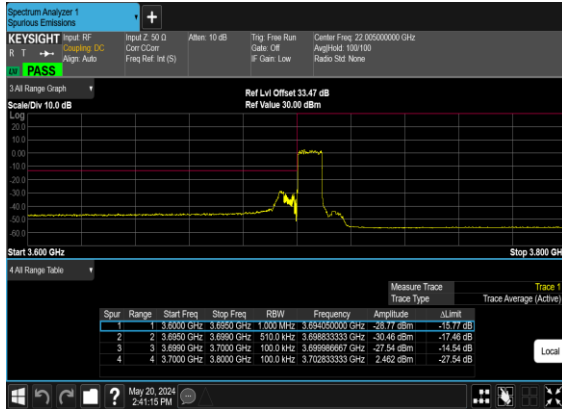 Spectrum Analyzer 1
Spurious Emissions
KEYSIGHT Input: RF Input Z: 50 Ω Atten: 10 dB Trig: Free Run Center Freq: 22.005000000 GHz
R T Coupling: DC Corr CCorr Gate: Off Avg|Hold: 100/100
Align: Auto Freq Ref: Int (S) IF Gain: Low Radio Std: None
PASS
3 All Range Graph
Ref Lvl Offset 33.47 dB
Scale/Div 10.0 dB Ref Value 30.00 dBm
Log
20.0
10.0
0.00
-10.0
-20.0
-30.0
-40.0
-50.0
-60.0
Start 3.600 GHz Stop 3.800 GH
4 All Range Table
Measure Trace Trace 1
Trace Type Trace Average (Active)
Spur Range Start Freq Stop Freq RBW Frequency Amplitude ΔLimit
1 1 3.6000 GHz 3.6950 GHz 1.000 MHz 3.694050000 GHz -28.77 dBm -15.77 dB
2 2 3.6950 GHz 3.6990 GHz 510.0 kHz 3.698833333 GHz -30.46 dBm -17.46 dB
3 3 3.6990 GHz 3.7000 GHz 100.0 kHz 3.699986667 GHz -27.54 dBm -14.54 dB
4 4 3.7000 GHz 3.8000 GHz 100.0 kHz 3.702833333 GHz 2.462 dBm -27.54 dB
Local
May 20, 2024
2:41:15 PM